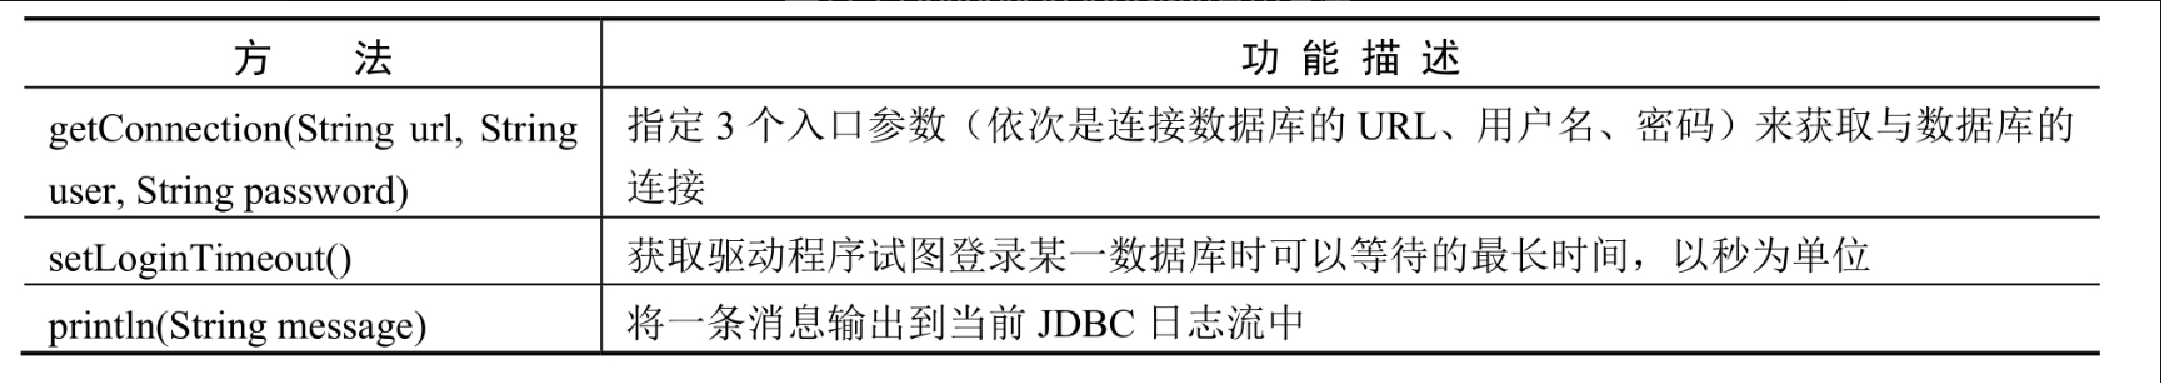 方 法
功 能 描 述
getConnection(String url, String
user, String password)
指定 3 个入口参数（依次是连接数据库的 URL、用户名、密码）来获取与数据库的
连接
setLoginTimeout()
获取驱动程序试图登录某一数据库时可以等待的最长时间，以秒为单位
println(String message)
将一条消息输出到当前 JDBC 日志流中